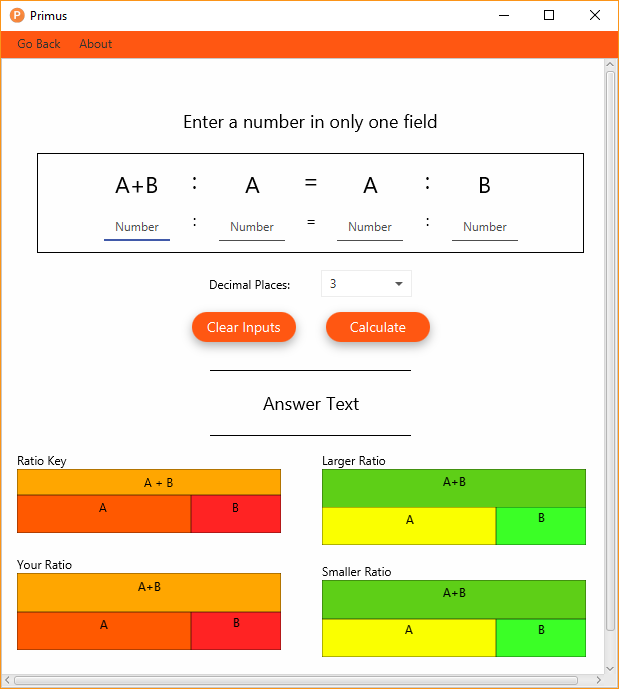 P Primus
Go Back About
Enter a number in only one field
A+B : A = A : B
Number : Number = Number : Number
Decimal Places: 3
Clear Inputs Calculate
Answer Text
Ratio Key
A + B
A B
Larger Ratio
A+B
A B
Your Ratio
A+B
A B
Smaller Ratio
A+B
A B